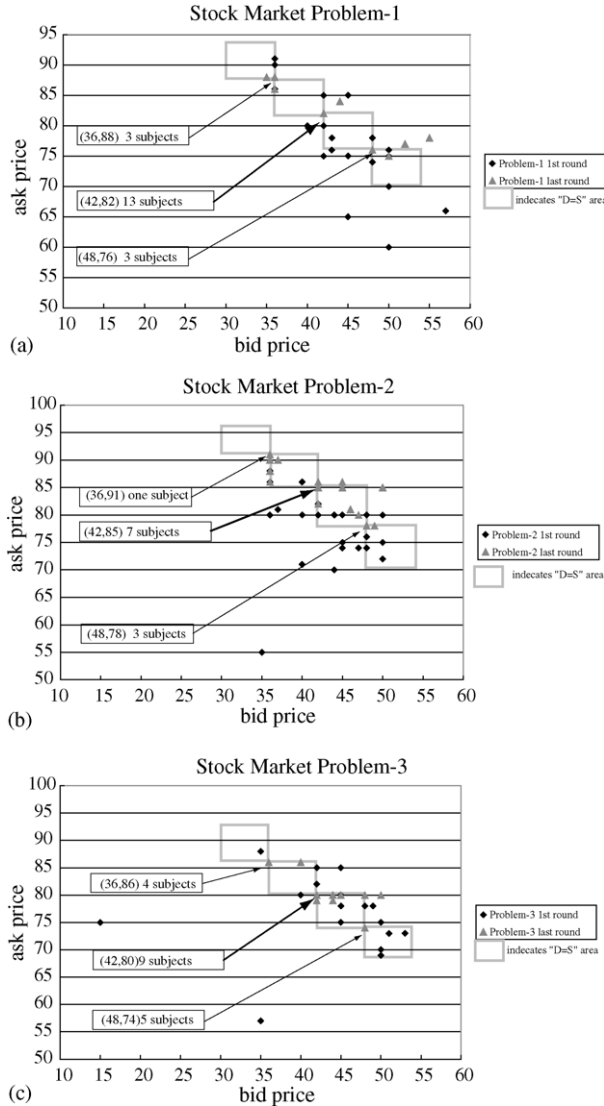 Stock Market Problem-1
95
90
85
80
75
70
65
60
55
50
ask price
(36,88) 3 subjects
(42,82) 13 subjects
(48,76) 3 subjects
10 15 20 25 30 35 40 45 50 55 60
bid price
(a)
Problem-1 1st round
Problem-1 last round
indecates "D=S" area
Stock Market Problem-2
100
95
90
85
80
75
70
65
60
55
50
ask price
(36,91) one subject
(42,85) 7 subjects
(48,78) 3 subjects
10 15 20 25 30 35 40 45 50 55 60
bid price
(b)
Problem-2 1st round
Problem-2 last round
indecates "D=S" area
Stock Market Problem-3
100
95
90
85
80
75
70
65
60
55
50
ask price
(36,86) 4 subjects
(42,80)9 subjects
(48,74)5 subjects
10 15 20 25 30 35 40 45 50 55 60
bid price
(c)
Problem-3 1st round
Problem-3 last round
indecates "D=S" area